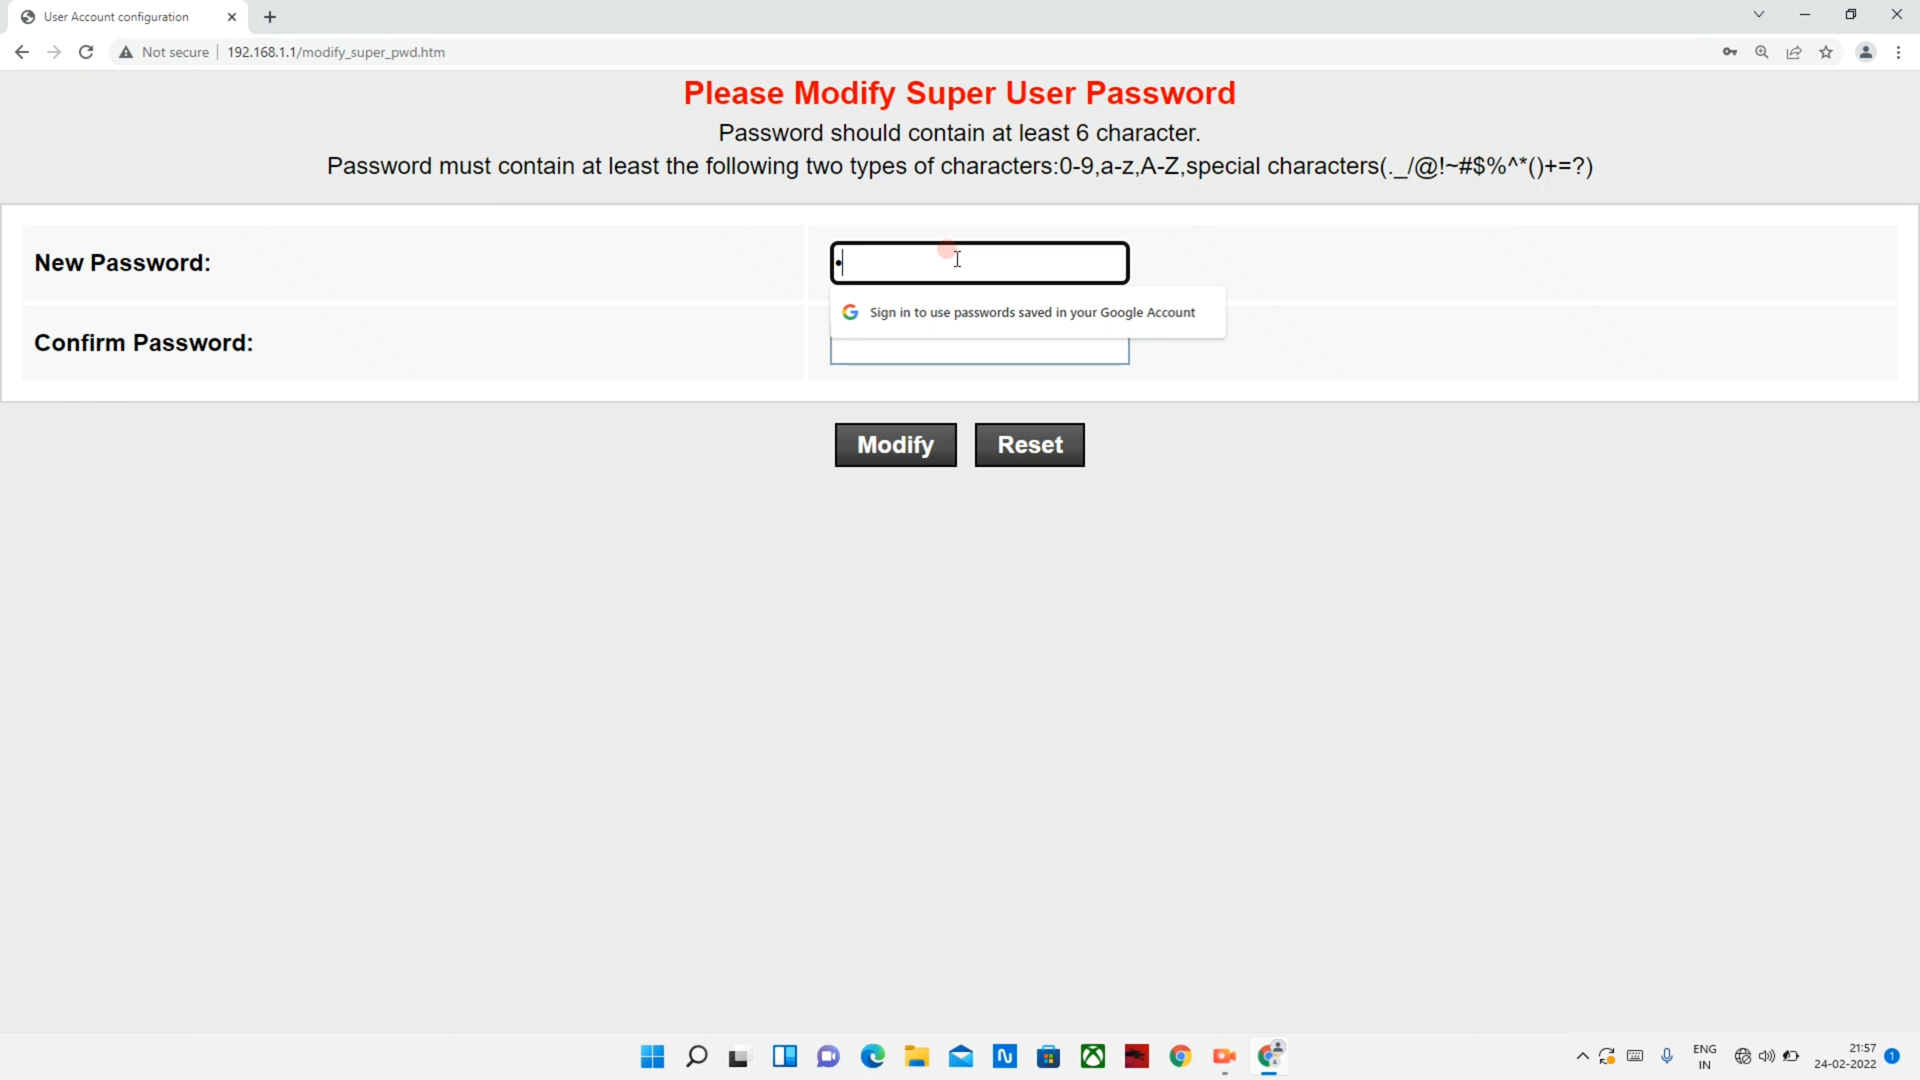 User Account configuration
Not secure
192.168.1.1/modify_super_pwd.htm
Please Modify Super User Password
Password should contain at least 6 character.
Password must contain at least the following two types of characters:0-9,a-z,A-Z,special characters(._/@!~#$%^*()+=?)
New Password:
Sign in to use passwords saved in your Google Account
Confirm Password:
Modify
Reset
ENG
IN
21:57
24-02-2022
1